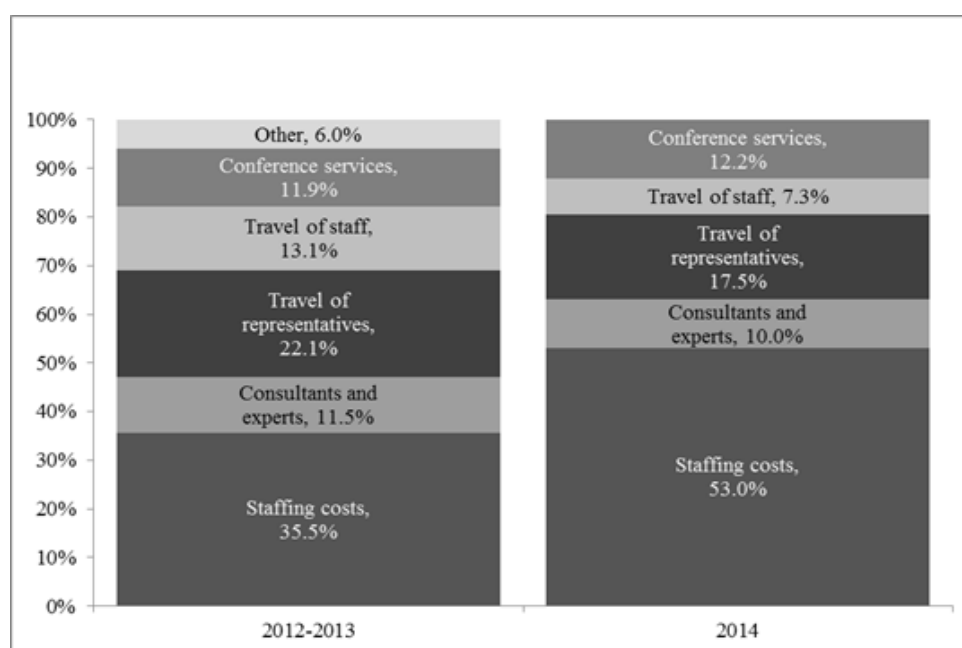 100%
90%
80%
70%
60%
50%
40%
30%
20%
10%
0%
Other, 6.0%
Conference services,
11.9%
Travel of staff,
13.1%
Travel of
representatives,
22.1%
Consultants and
experts, 11.5%
Staffing costs,
35.5%
Conference services,
12.2%
Travel of staff, 7.3%
Travel of
representatives,
17.5%
Consultants and
experts, 10.0%
Staffing costs,
53.0%
2012-2013
2014